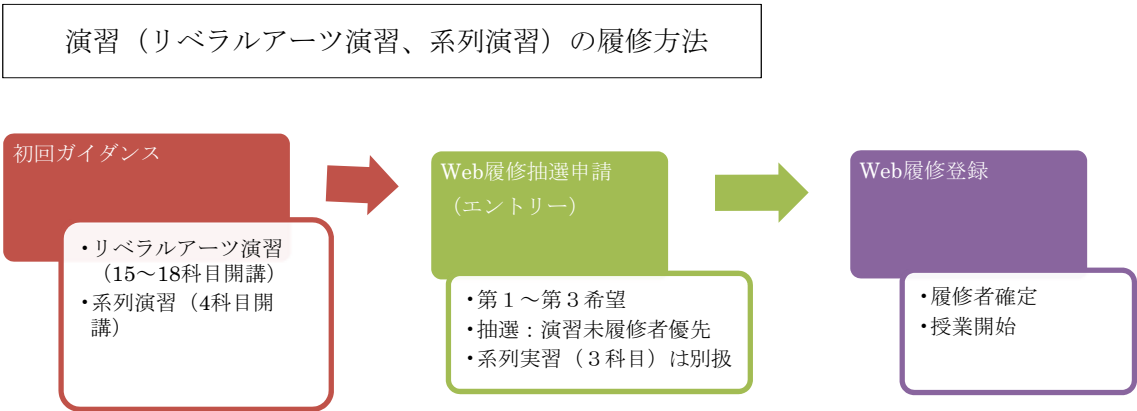 演習（リベラルアーツ演習、系列演習）の履修方法
初回ガイダンス
・リベラルアーツ演習
（15～18科目開講）
・系列演習（4科目開
講）
Web履修抽選申請
（エントリー）
・第１～第３希望
・抽選：演習未履修者優先
・系列実習（３科目）は別扱
Web履修登録
・履修者確定
・授業開始